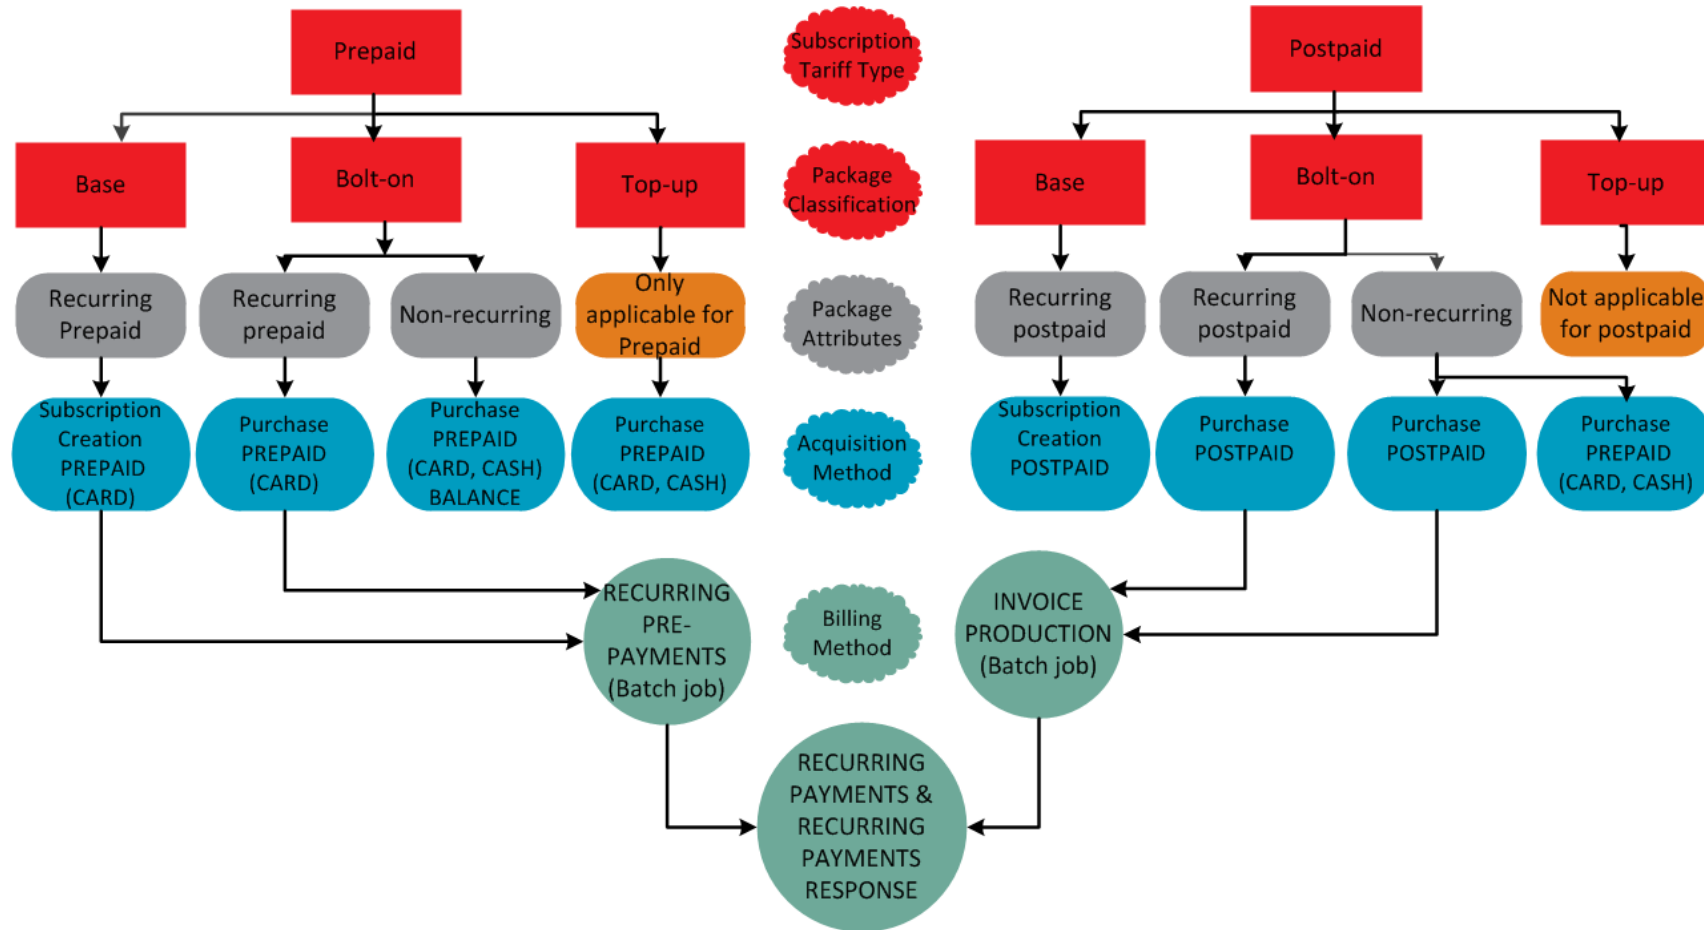 Prepaid
Subscription
Tariff Type
Postpaid
Base
Bolt-on
Top-up
Package
Classification
Base
Bolt-on
Top-up
Recurring
Prepaid
Recurring
prepaid
Non-recurring
Only
applicable for
Prepaid
Package
Attributes
Recurring
postpaid
Recurring
postpaid
Non-recurring
Not applicable
for postpaid
Subscription
Creation
PREPAID
(CARD)
Purchase
PREPAID
(CARD)
Purchase
PREPAID
(CARD, CASH)
BALANCE
Purchase
PREPAID
(CARD, CASH)
Acquisition
Method
Subscription
Creation
POSTPAID
Purchase
POSTPAID
Purchase
POSTPAID
Purchase
PREPAID
(CARD, CASH)
RECURRING
PRE-
PAYMENTS
(Batch job)
Billing
Method
INVOICE
PRODUCTION
(Batch job)
RECURRING
PAYMENTS &
RECURRING
PAYMENTS
RESPONSE